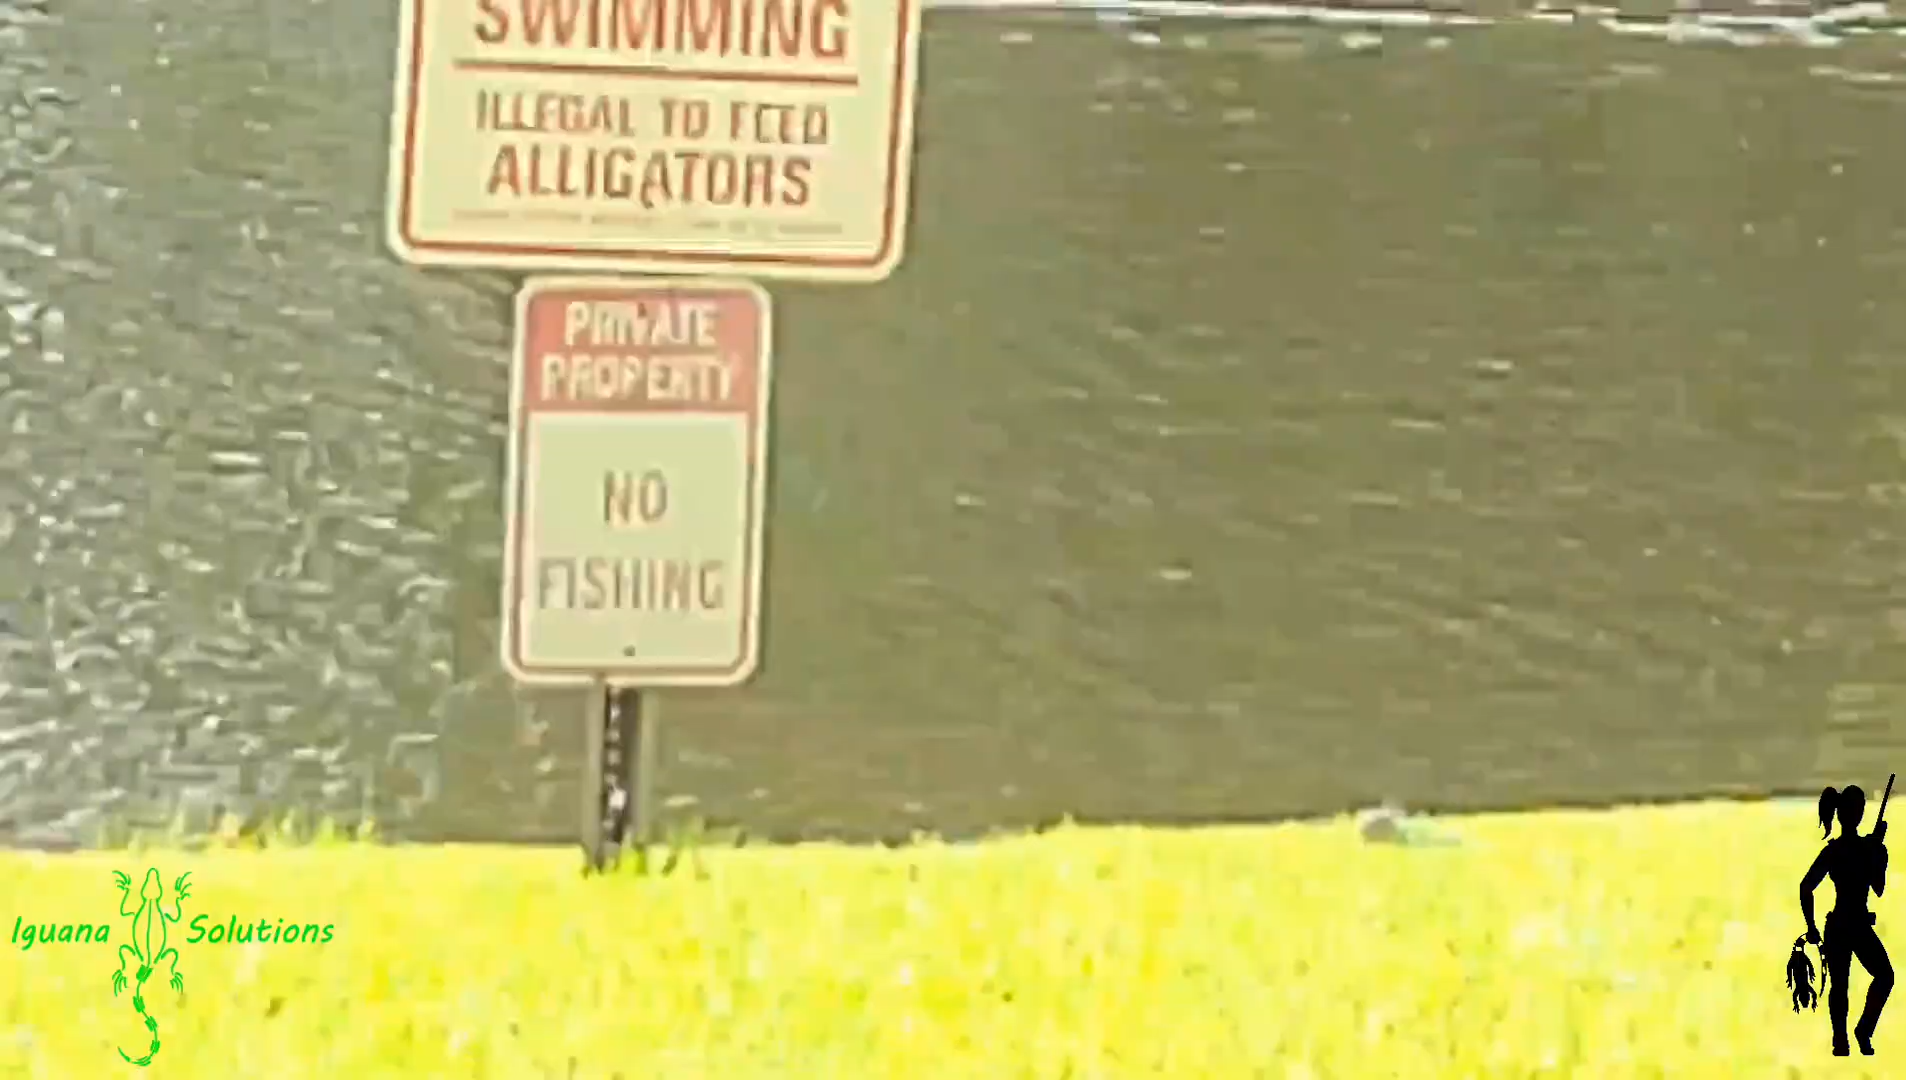 SWIMMING
ILLEGAL TO FEED
ALLIGATORS
PRIVATE
PROPERTY
NO
FISHING
Iguana Solutions